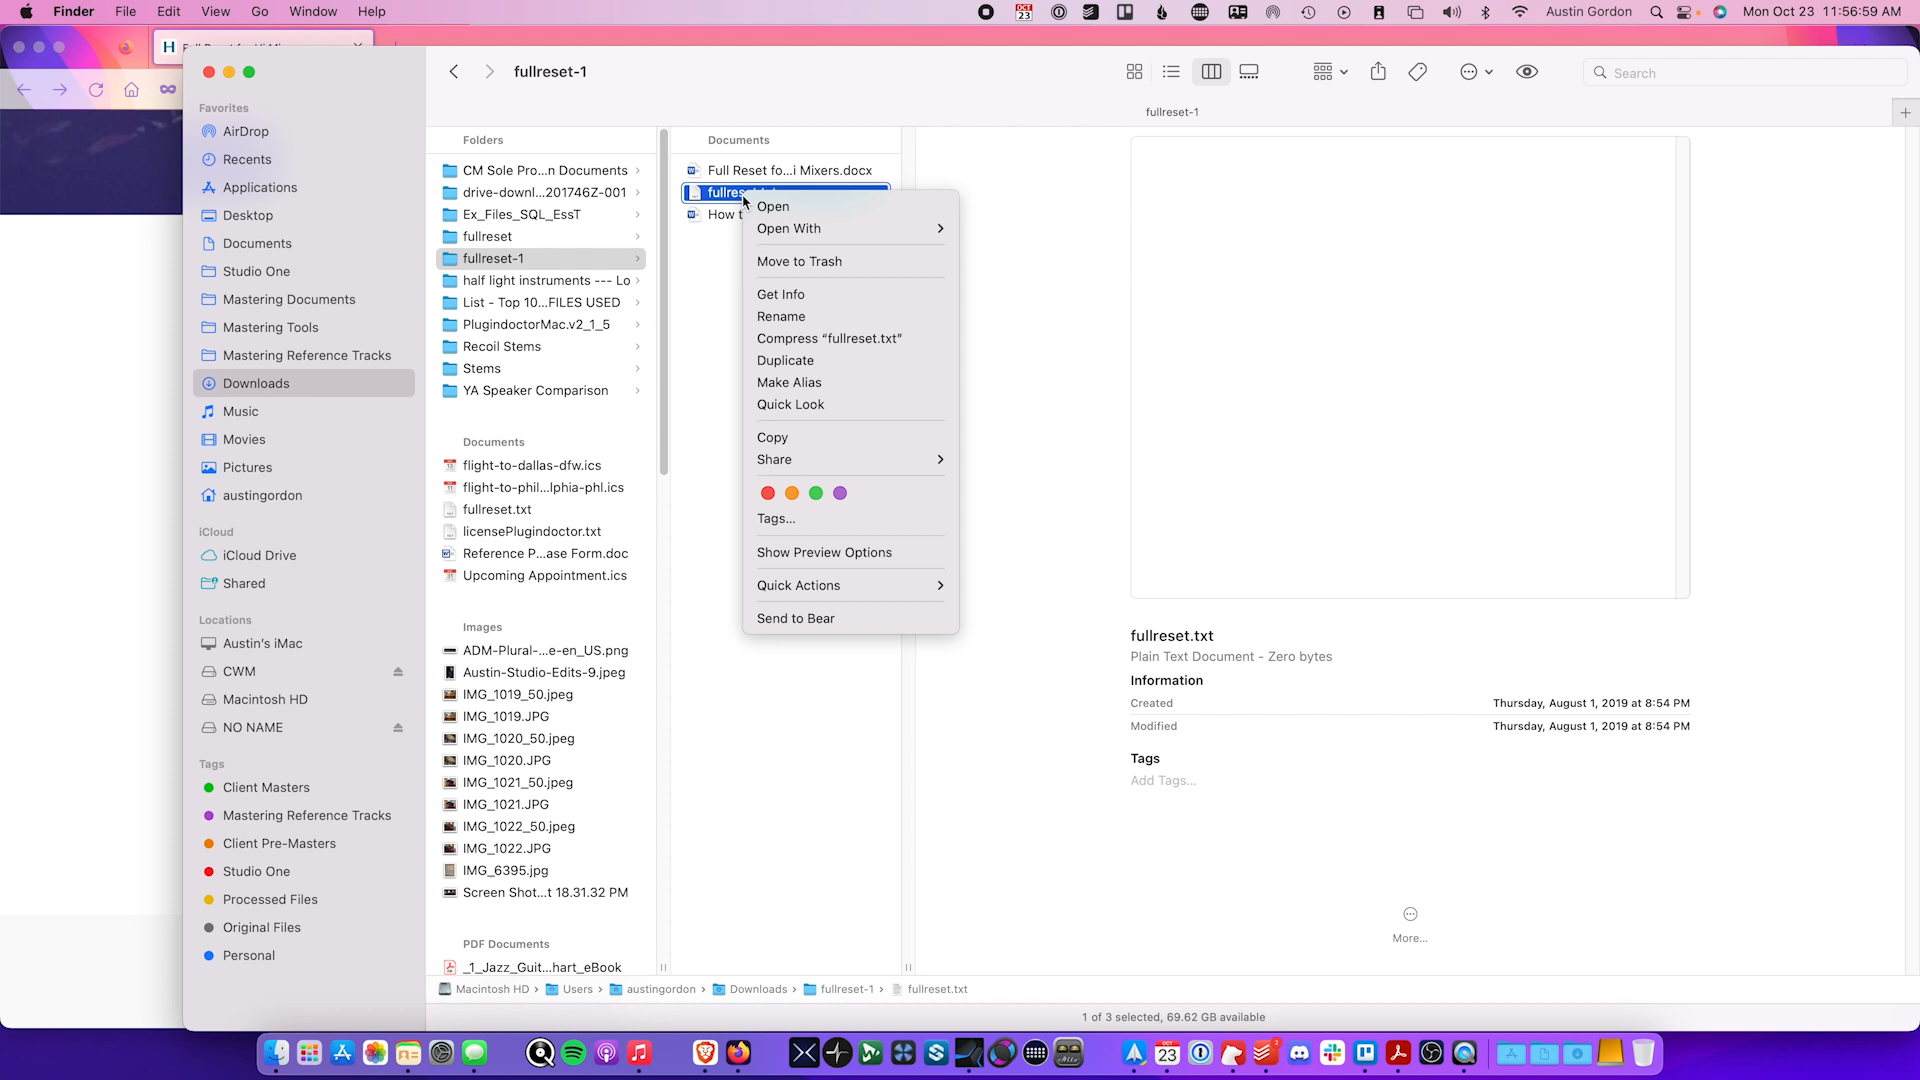 Finder File Edit View Go Window Help
OCT 23
Austin Gordon Mon Oct 23 11:56:59 AM
H
fullreset-1
Search
fullreset-1
Favorites
AirDrop
Recents
Applications
Desktop
Documents
Studio One
Mastering Documents
Mastering Tools
Mastering Reference Tracks
Downloads
Music
Movies
Pictures
austingordon
iCloud
iCloud Drive
Shared
Locations
Austin's iMac
CWM
Macintosh HD
NO NAME
Tags
Client Masters
Mastering Reference Tracks
Client Pre-Masters
Studio One
Processed Files
Original Files
Personal
Folders
CM Sole Pro...n Documents
drive-downl...201746Z-001
Ex_Files_SQL_EssT
fullreset
fullreset-1
half light instruments --- Lo
List - Top 10...FILES USED
PlugindoctorMac.v2_1_5
Recoil Stems
Stems
YA Speaker Comparison
Documents
flight-to-dallas-dfw.ics
flight-to-phil...lphia-phl.ics
fullreset.txt
licensePlugindoctor.txt
Reference P...ase Form.doc
Upcoming Appointment.ics
Images
ADM-Plural-...e-en_US.png
Austin-Studio-Edits-9.jpeg
IMG_1019_50.jpeg
IMG_1019.JPG
IMG_1020_50.jpeg
IMG_1020.JPG
IMG_1021_50.jpeg
IMG_1021.JPG
IMG_1022_50.jpeg
IMG_1022.JPG
IMG_6395.jpg
Screen Shot...t 18.31.32 PM
PDF Documents
_1_Jazz_Guit...hart_eBook
Documents
Full Reset fo...i Mixers.docx
How t
Open
Open With
Move to Trash
Get Info
Rename
Compress “fullreset.txt”
Duplicate
Make Alias
Quick Look
Copy
Share
Tags...
Show Preview Options
Quick Actions
Send to Bear
fullreset.txt
Plain Text Document - Zero bytes
Information
Created Thursday, August 1, 2019 at 8:54 PM
Modified Thursday, August 1, 2019 at 8:54 PM
Tags
Add Tags...
More...
Macintosh HD › Users › austingordon › Downloads › fullreset-1 › fullreset.txt
1 of 3 selected, 69.62 GB available
OCT 23